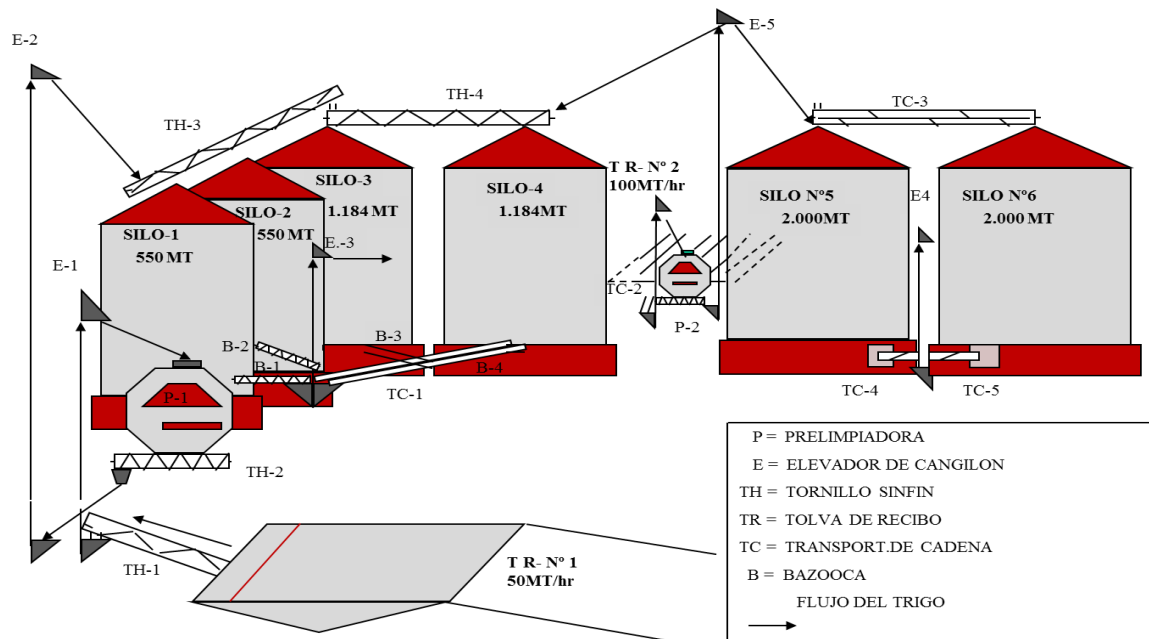 E-2
E-5
TH-4
TC-3
TH-3
T R- Nº 2
100MT/hr
SILO-3
1.184 MT
SILO-4
1.184MT
SILO Nº5
2.000MT
E4
SILO Nº6
2.000 MT
SILO-2
550 MT
SILO-1
550 MT
E.-3
E-1
TC-2
P-2
B-3
B-2
B-1
B-4
TC-1
TC-4
TC-5
P-1
TH-2
TH-1
T R- Nº 1
50MT/hr
P = PRELIMPIADORA
E = ELEVADOR DE CANGILON
TH = TORNILLO SINFIN
TR = TOLVA DE RECIBO
TC = TRANSPORT.DE CADENA
B = BAZOOCA
FLUJO DEL TRIGO